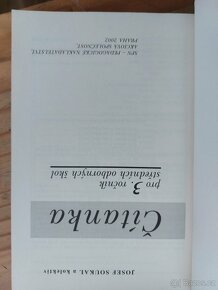 JOSEF SOUKAL a kolektiv
Čítanka
pro 3. ročník
středních odborných škol
SPN – PEDAGOGICKÉ NAKLADATELSTVÍ,
AKCIOVÁ SPOLEČNOST,
PRAHA 2002